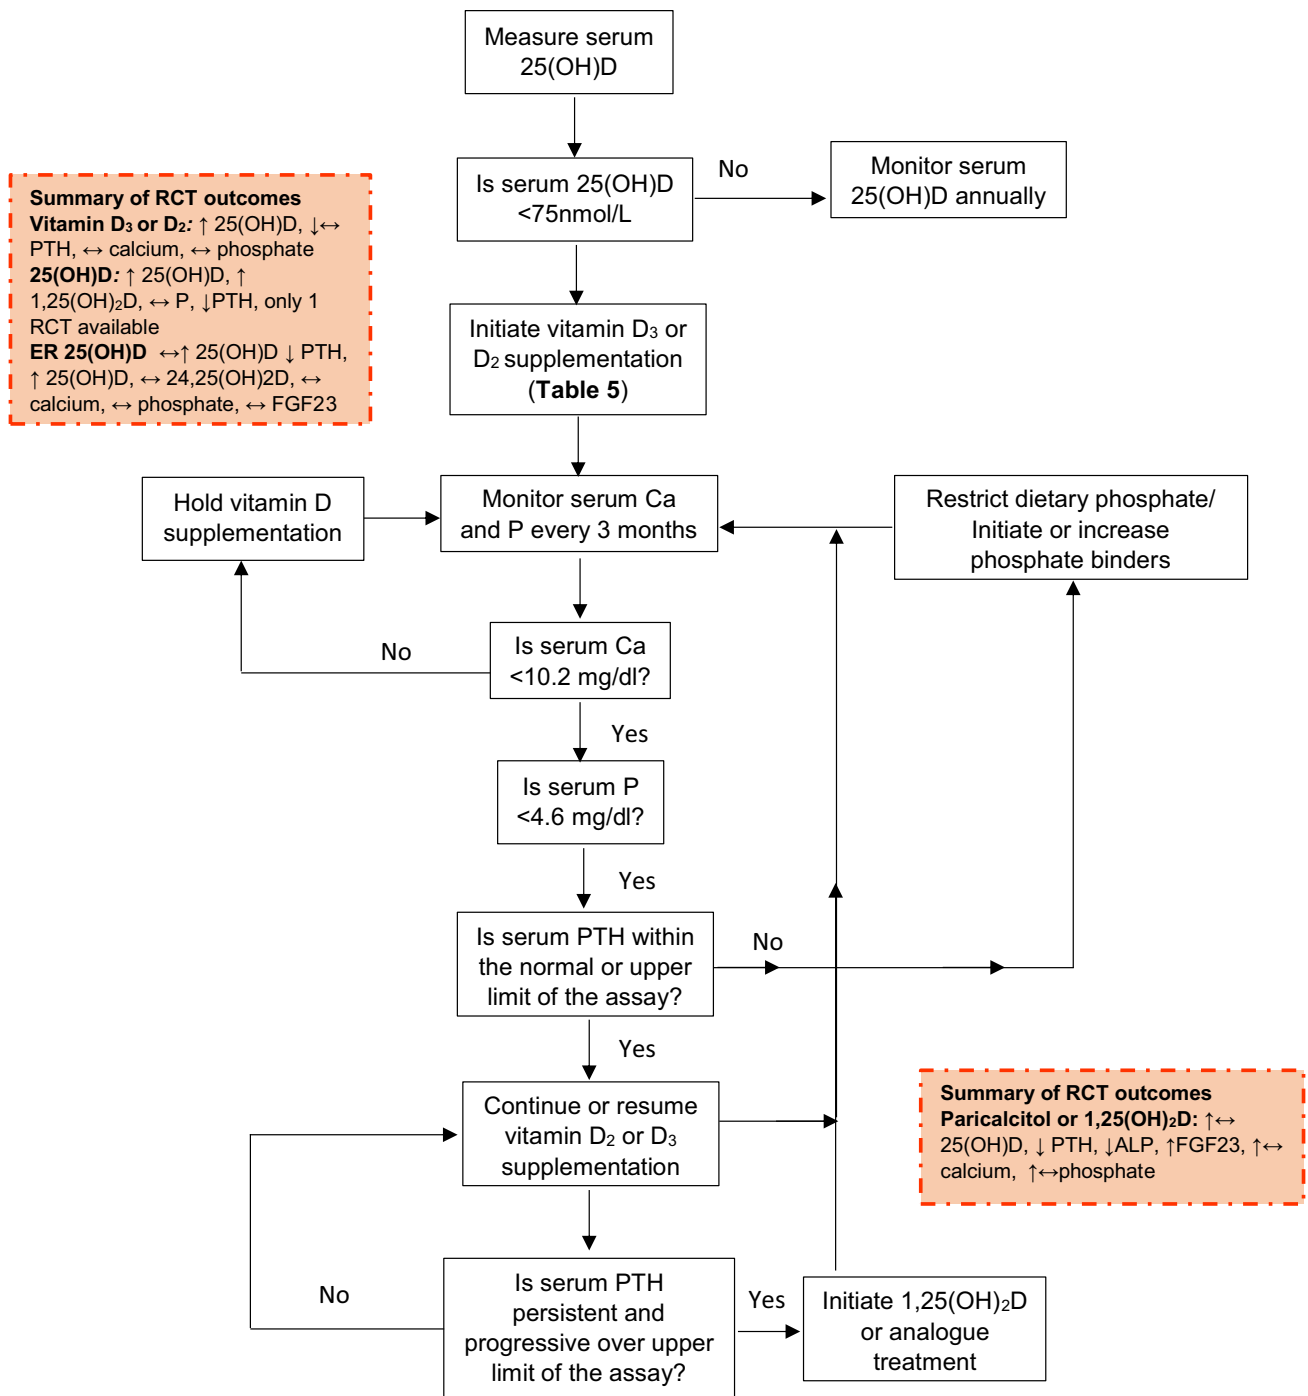 Measure serum
25(OH)D
Is serum 25(OH)D
<75nmol/L
No
Monitor serum
25(OH)D annually
Summary of RCT outcomes
Vitamin D₃ or D₂: ↑ 25(OH)D, ↓↔
PTH, ↔ calcium, ↔ phosphate
25(OH)D: ↑ 25(OH)D, ↑
1,25(OH)₂D, ↔ P, ↓PTH, only 1
RCT available
ER 25(OH)D ↔↑ 25(OH)D ↓ PTH,
↑ 25(OH)D, ↔ 24,25(OH)2D, ↔
calcium, ↔ phosphate, ↔ FGF23
Initiate vitamin D₃ or
D₂ supplementation
(Table 5)
Hold vitamin D
supplementation
Monitor serum Ca
and P every 3 months
Restrict dietary phosphate/
Initiate or increase
phosphate binders
Is serum Ca
<10.2 mg/dl?
No
Yes
Is serum P
<4.6 mg/dl?
Yes
Is serum PTH within
the normal or upper
limit of the assay?
No
Yes
Continue or resume
vitamin D₂ or D₃
supplementation
Summary of RCT outcomes
Paricalcitol or 1,25(OH)₂D: ↑↔
25(OH)D, ↓ PTH, ↓ALP, ↑FGF23, ↑↔
calcium, ↑↔phosphate
Is serum PTH
persistent and
progressive over upper
limit of the assay?
No
Yes
Initiate 1,25(OH)₂D
or analogue
treatment